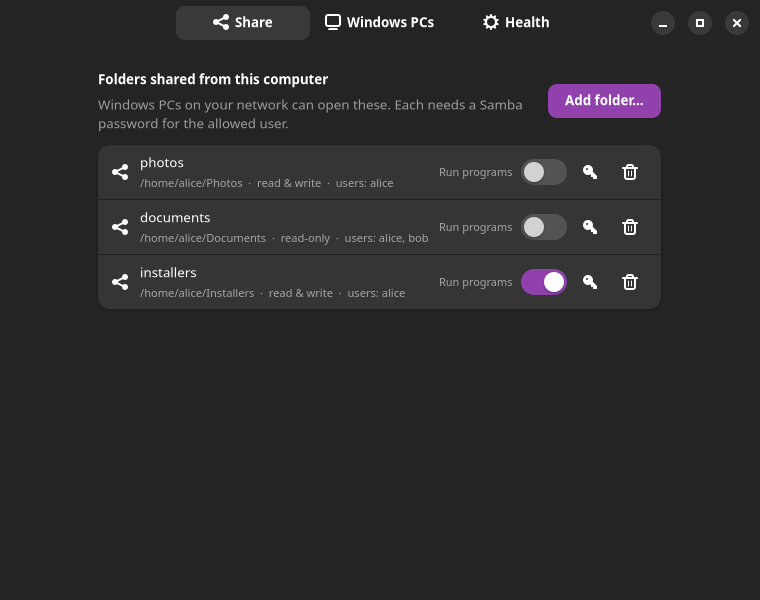 Share
Windows PCs
Health
Folders shared from this computer
Windows PCs on your network can open these. Each needs a Samba
password for the allowed user.
Add folder...
photos
/home/alice/Photos · read & write · users: alice
Run programs
documents
/home/alice/Documents · read-only · users: alice, bob
Run programs
installers
/home/alice/Installers · read & write · users: alice
Run programs